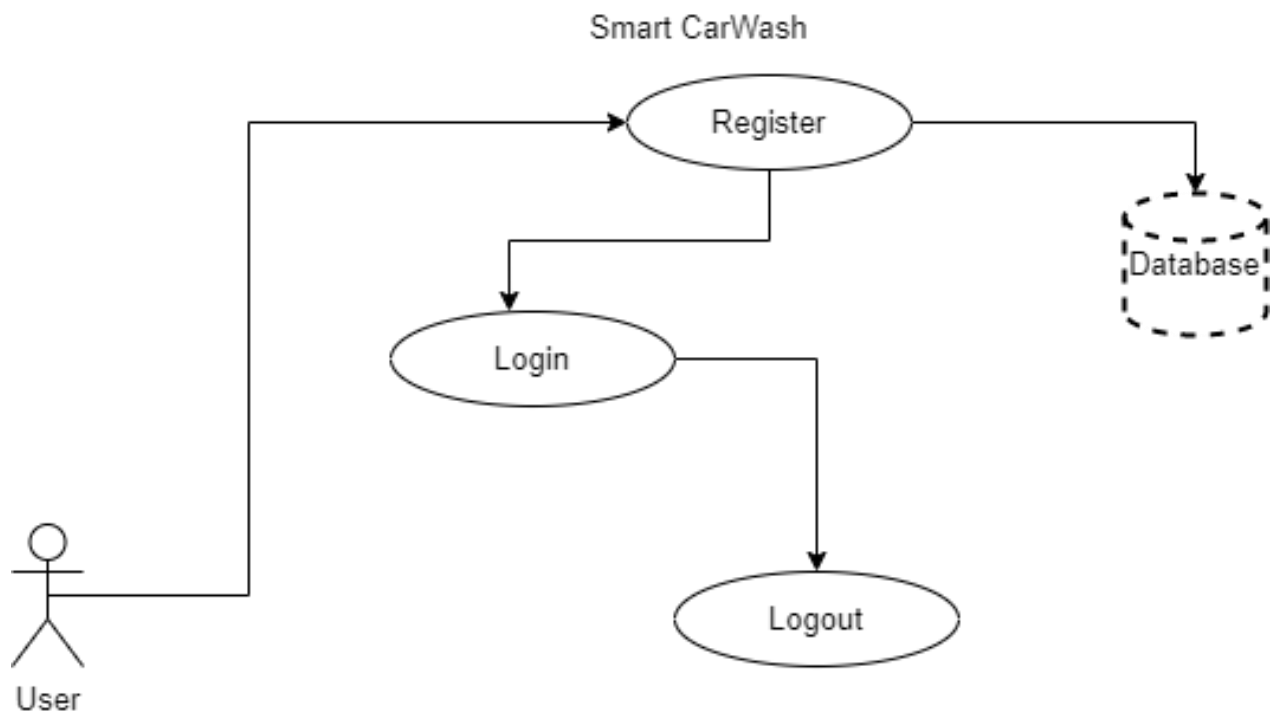 Smart CarWash
Register
Database
Login
Logout
User